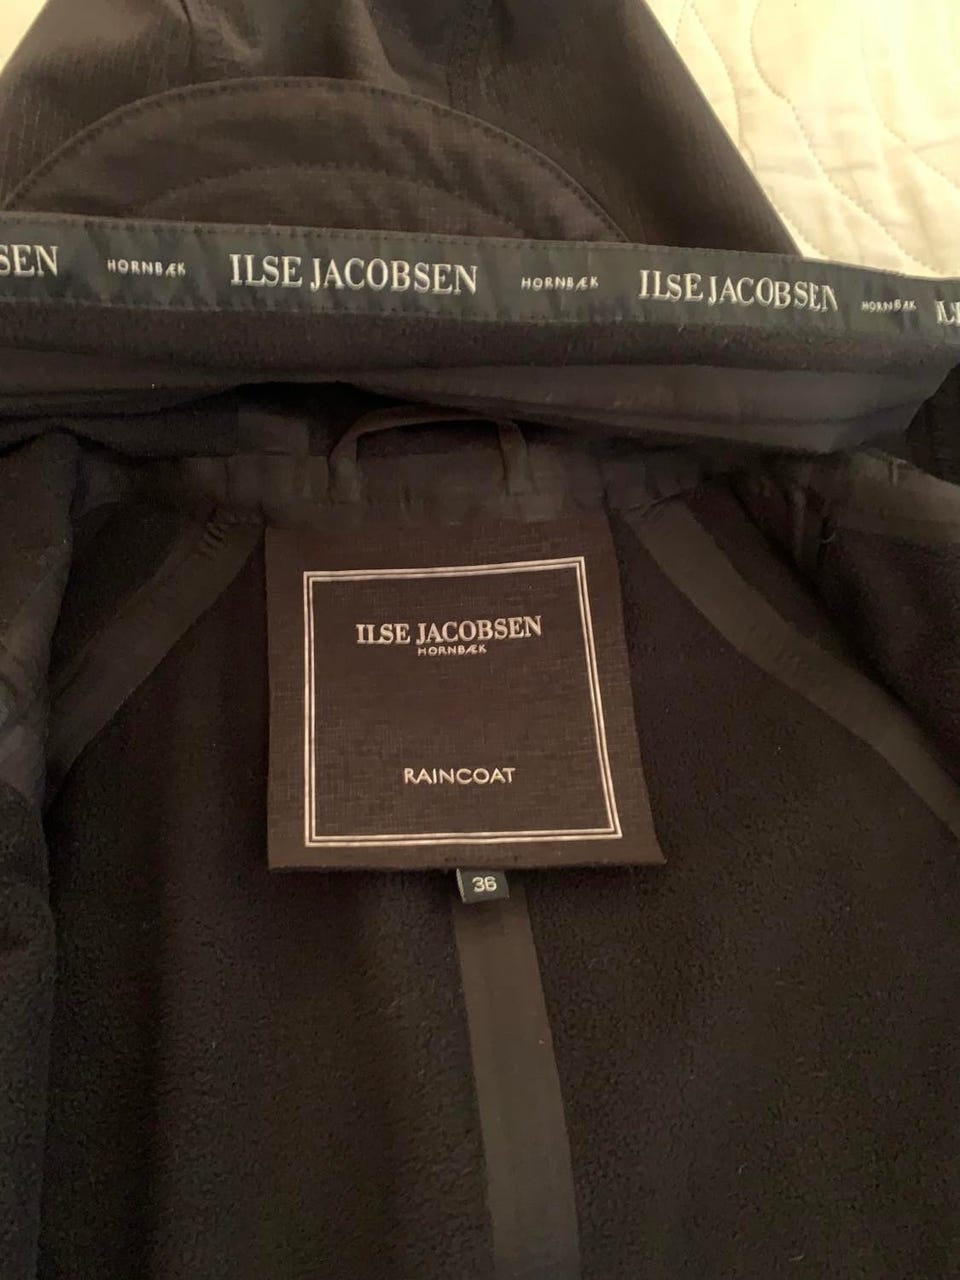 SEN HORNBÆK ILSE JACOBSEN HORNBÆK ILSE JACOBSEN HORNBÆK
ILSE JACOBSEN
HORNBÆK
RAINCOAT
36